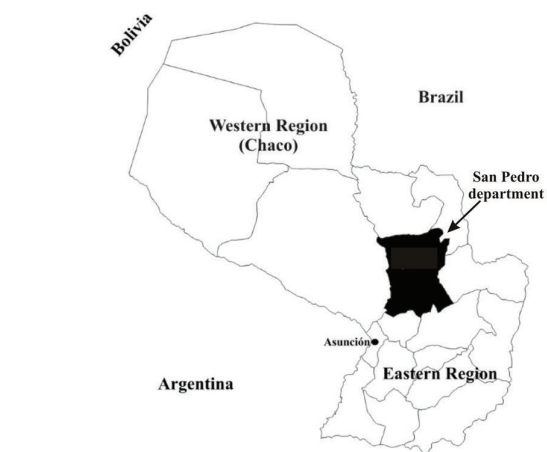 Bolivia
Brazil
Western Region
(Chaco)
San Pedro
department
Asunción
Eastern Region
Argentina